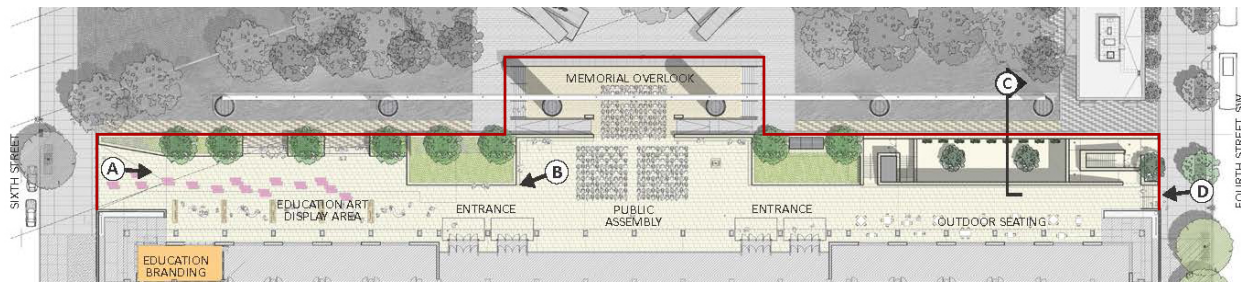 MEMORIAL OVERLOOK
C
A
B
D
SIXTH STREET
FOURTH STREET, SW
EDUCATION ART
DISPLAY AREA
ENTRANCE
PUBLIC
ASSEMBLY
ENTRANCE
OUTDOOR SEATING
EDUCATION
BRANDING